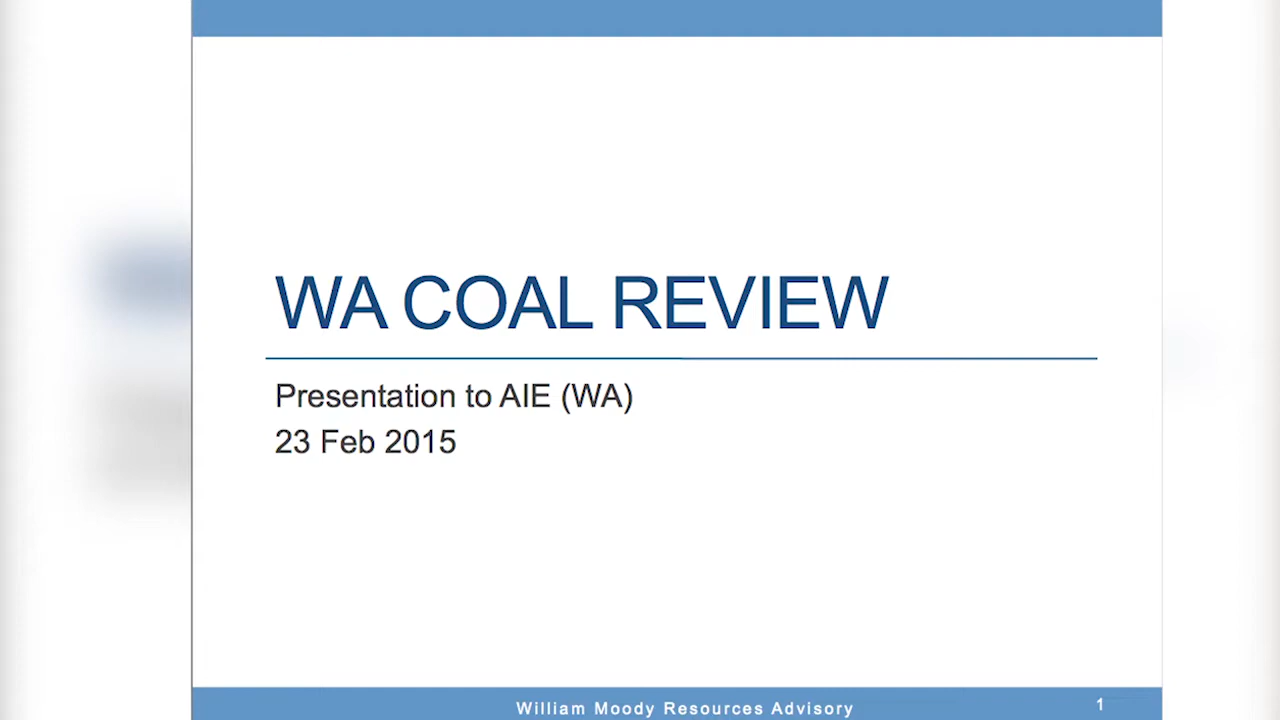 WA COAL REVIEW
Presentation to AIE (WA)
23 Feb 2015
William Moody Resources Advisory
1